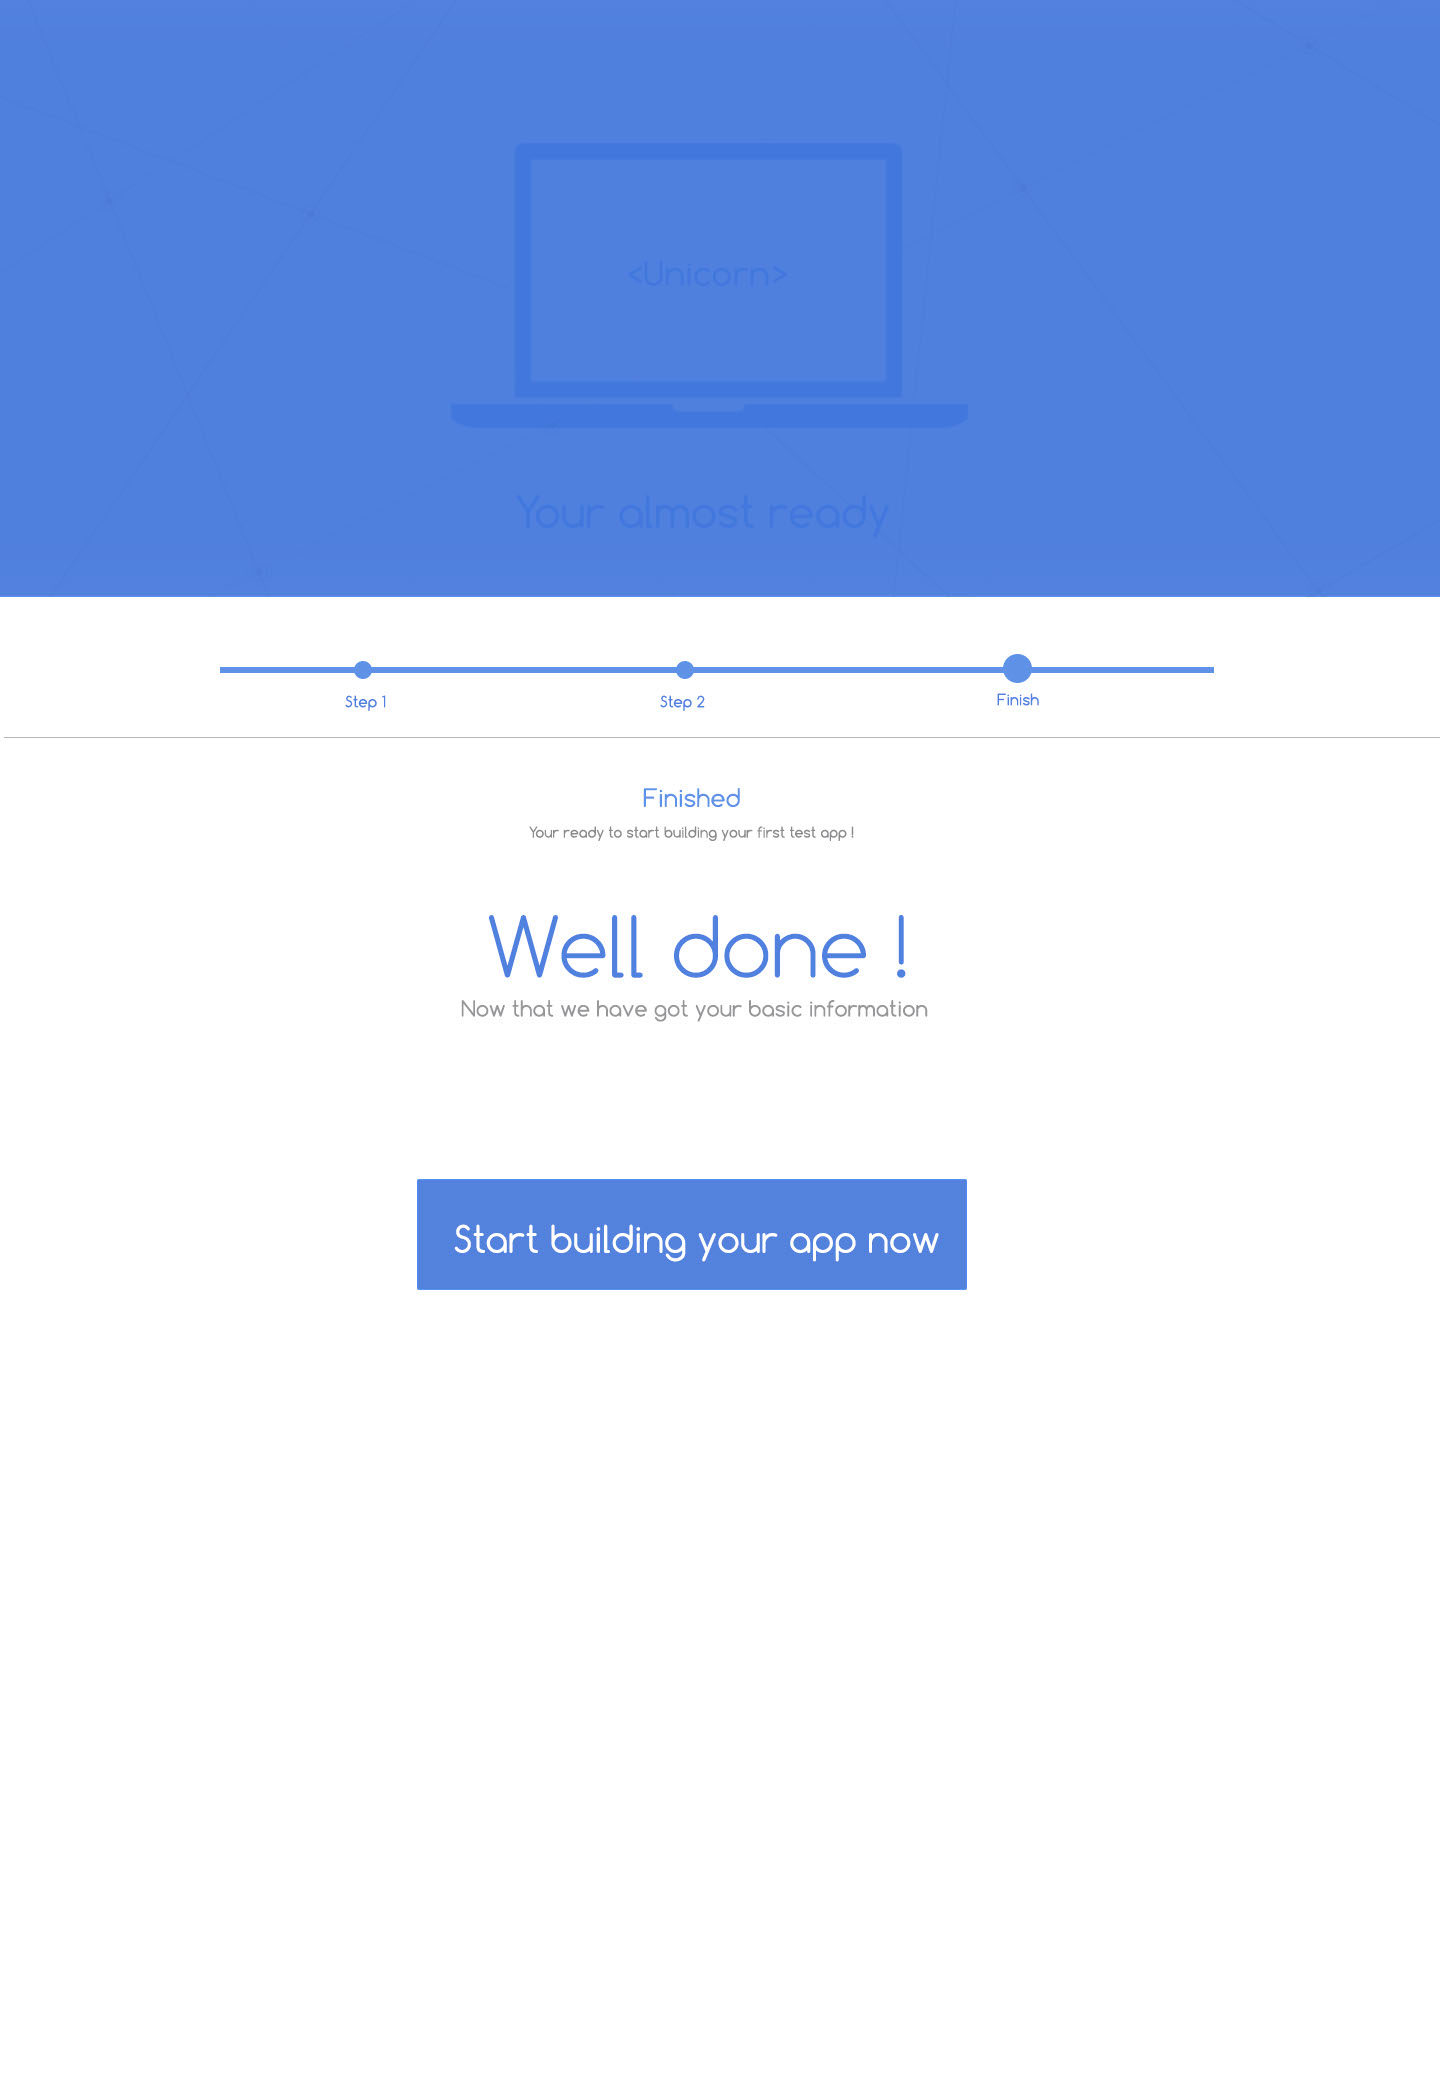 <Unicorn>
Your almost ready
Step 1
Step 2
Finish
Finished
Your ready to start building your first test app !
Well done !
Now that we have got your basic information
Start building your app now